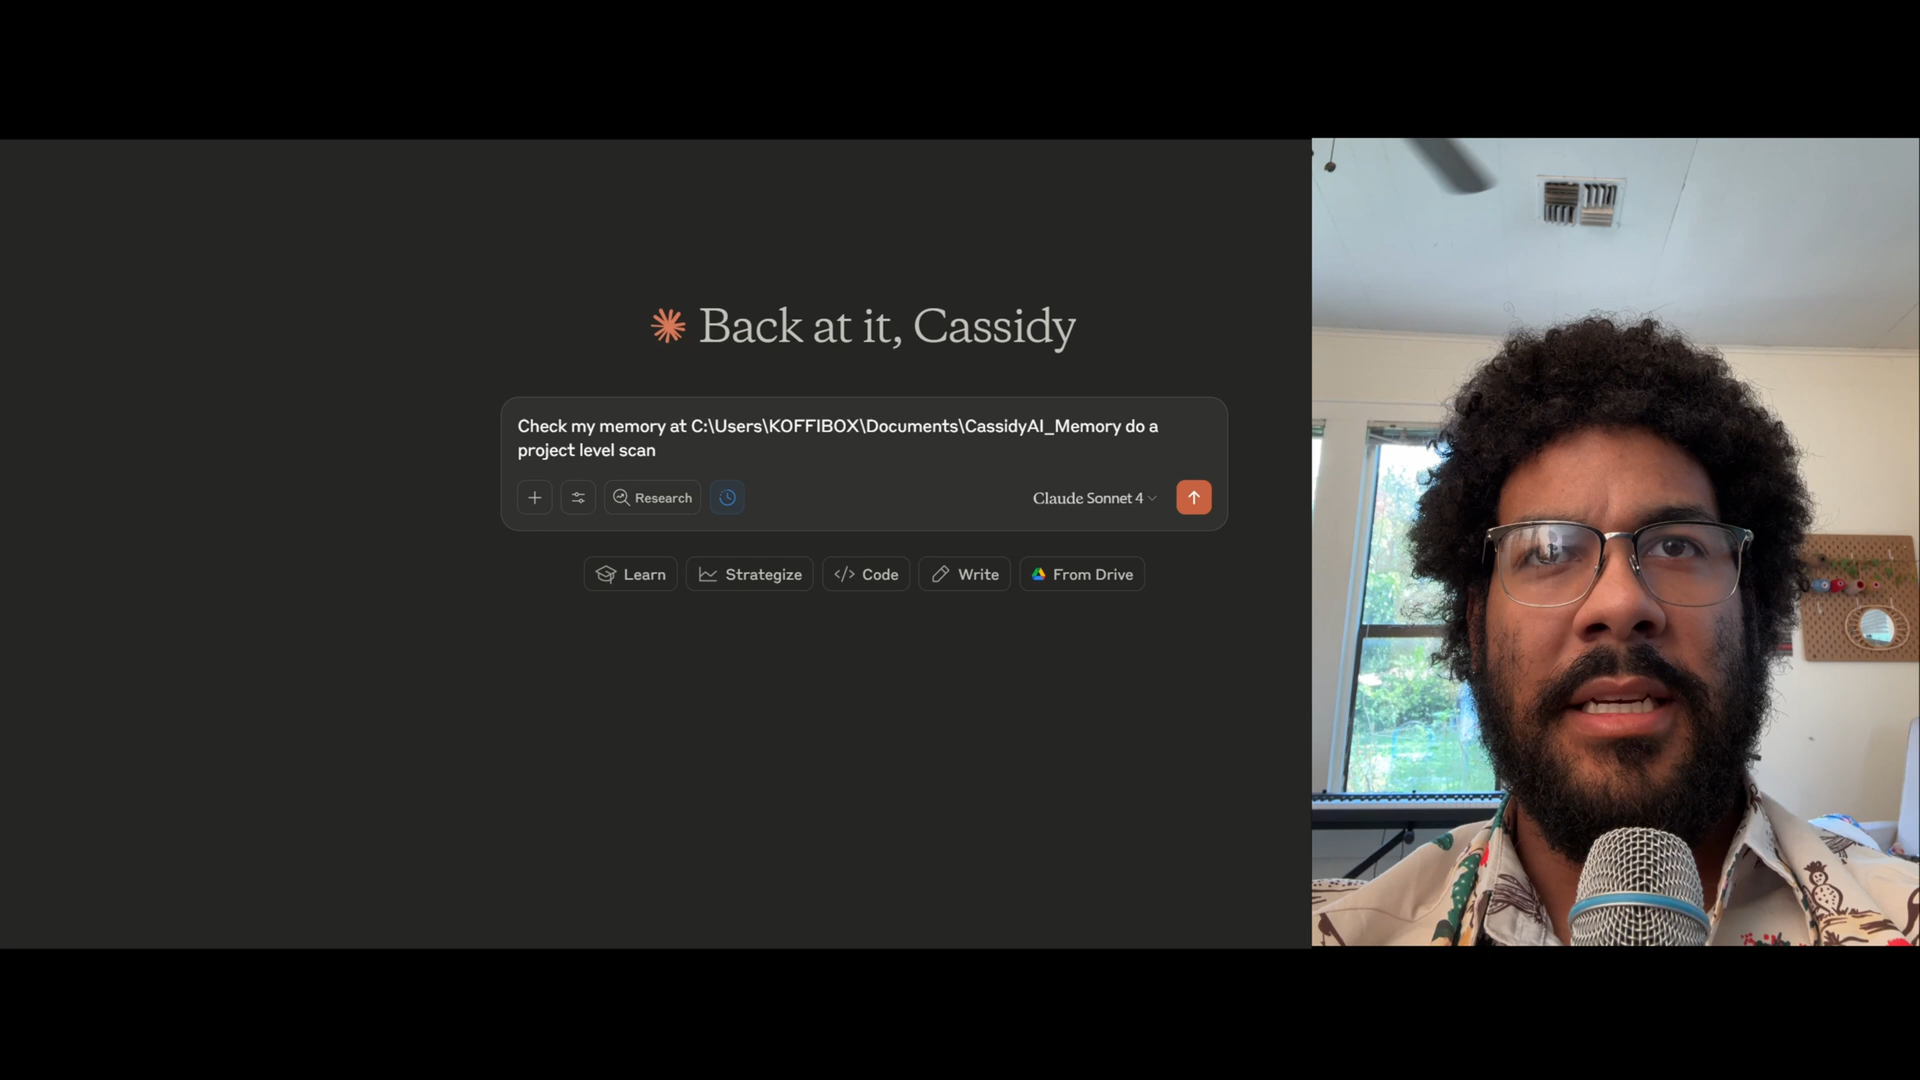 Back at it, Cassidy
Check my memory at C:\Users\KOFFIBOX\Documents\CassidyAI_Memory do a
project level scan
Research
Claude Sonnet 4
Learn
Strategize
Code
Write
From Drive